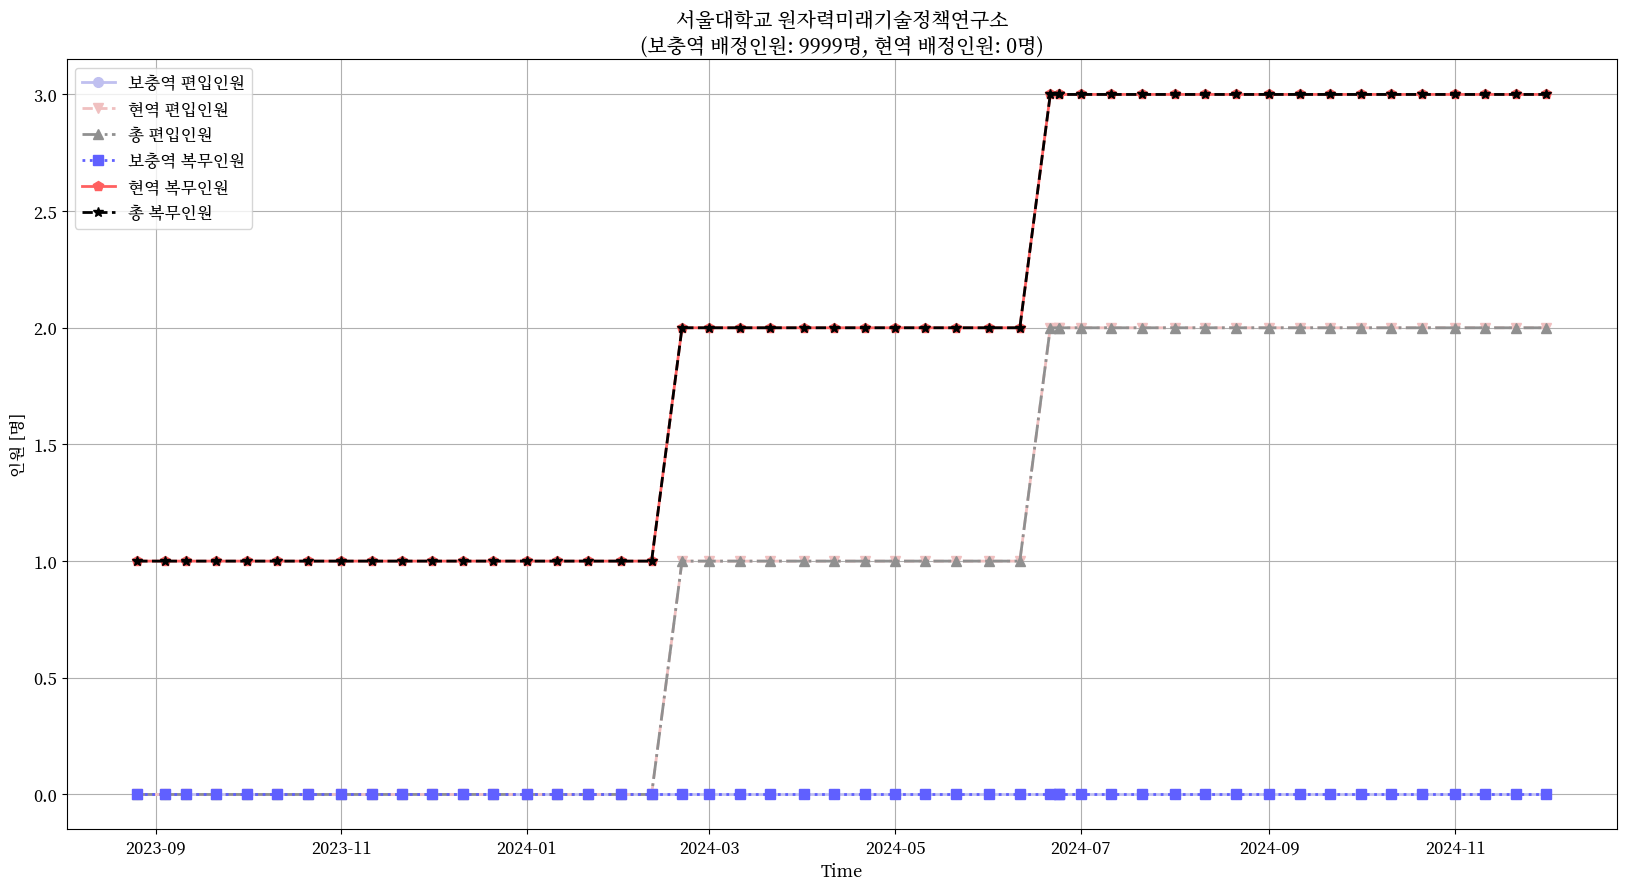 서울대학교 원자력미래기술정책연구소
(보충역 배정인원: 9999명, 현역 배정인원: 0명)
보충역 편입인원
현역 편입인원
총 편입인원
보충역 복무인원
현역 복무인원
총 복무인원
3.0
2.5
2.0
1.5
1.0
0.5
0.0
인원 [명]
2023-09
2023-11
2024-01
2024-03
2024-05
2024-07
2024-09
2024-11
Time